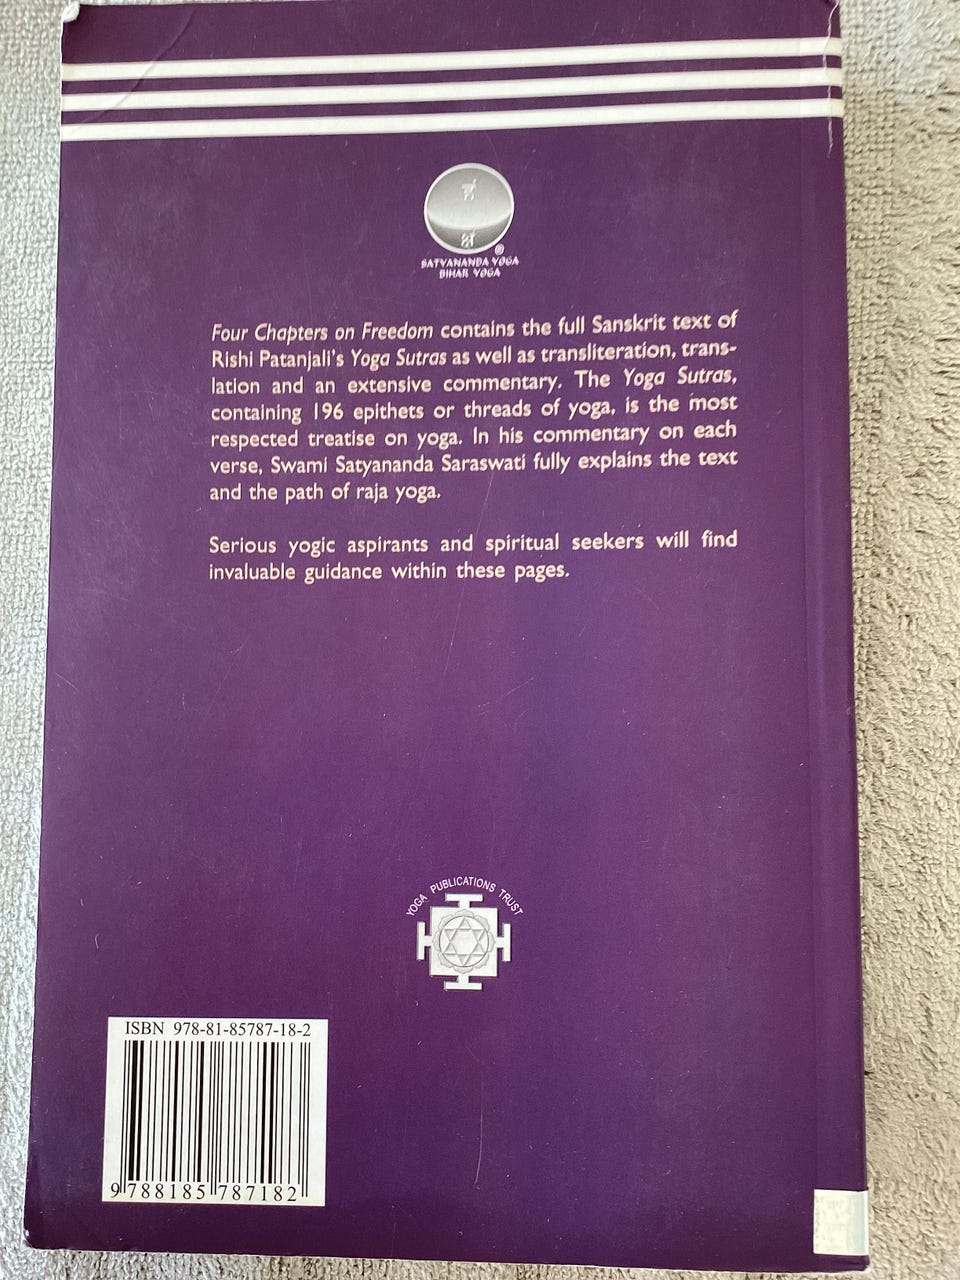 SATYANANDA YOGA ®
BIHAR YOGA
Four Chapters on Freedom contains the full Sanskrit text of
Rishi Patanjali's Yoga Sutras as well as transliteration, trans-
lation and an extensive commentary. The Yoga Sutras,
containing 196 epithets or threads of yoga, is the most
respected treatise on yoga. In his commentary on each
verse, Swami Satyananda Saraswati fully explains the text
and the path of raja yoga.
Serious yogic aspirants and spiritual seekers will find
invaluable guidance within these pages.
YOGA PUBLICATIONS TRUST
ISBN 978-81-85787-18-2
9 788185 787182